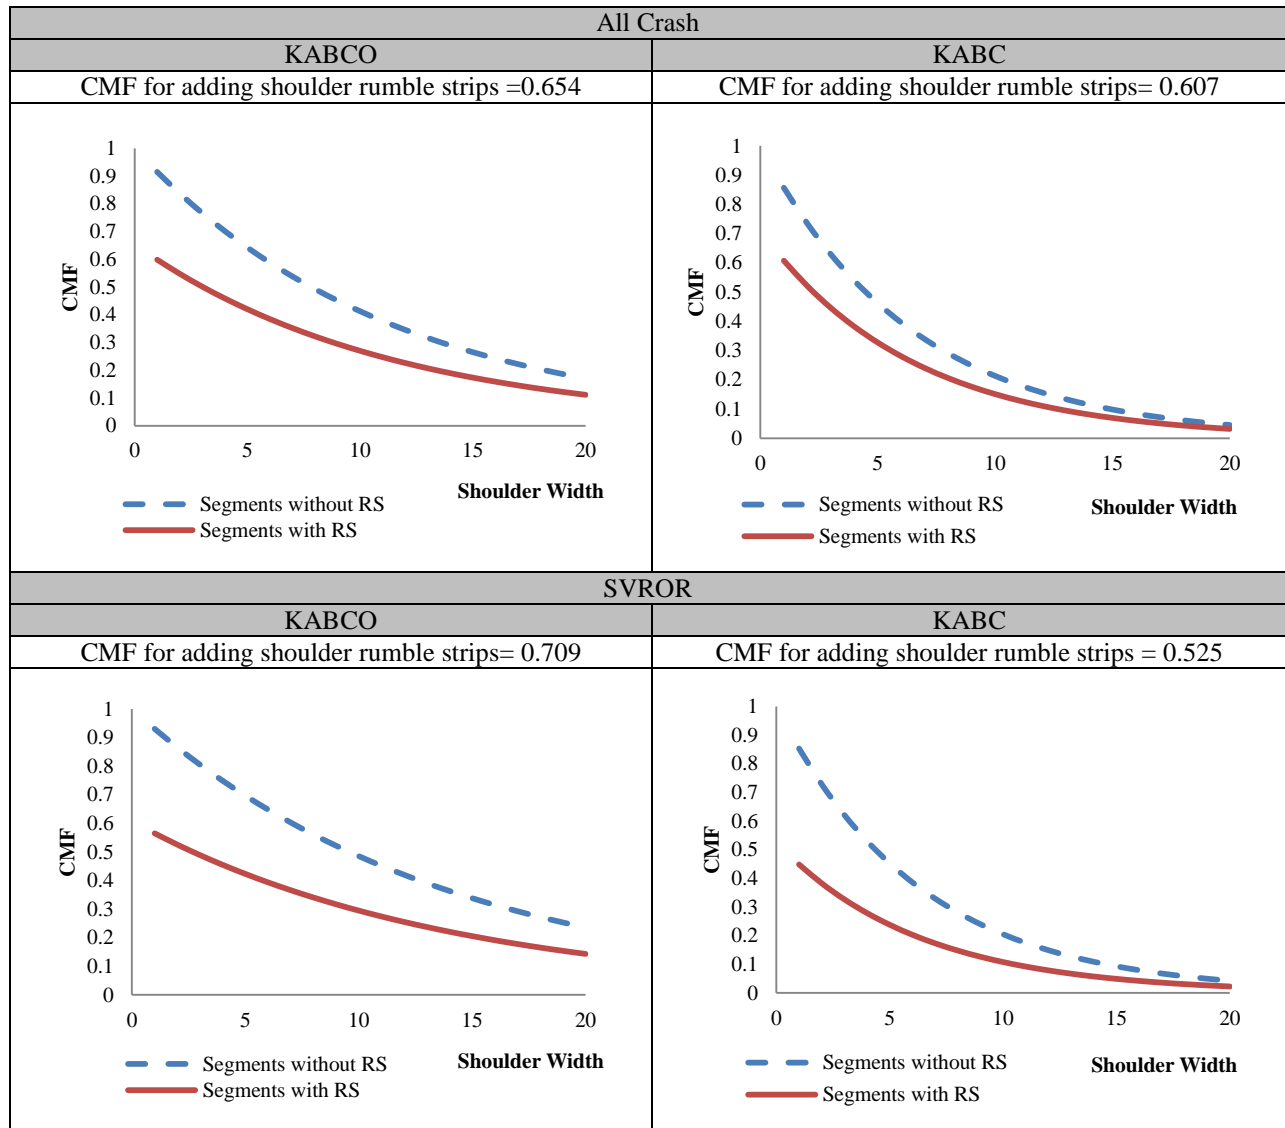 All Crash
KABCO
KABC
CMF for adding shoulder rumble strips =0.654
CMF for adding shoulder rumble strips= 0.607
1
0.9
0.8
0.7
0.6
0.5
0.4
0.3
0.2
0.1
0
CMF
0 5 10 15 20
Shoulder Width
Segments without RS
Segments with RS
1
0.9
0.8
0.7
0.6
0.5
0.4
0.3
0.2
0.1
0
CMF
0 5 10 15 20
Shoulder Width
Segments without RS
Segments with RS
SVROR
KABCO
KABC
CMF for adding shoulder rumble strips= 0.709
CMF for adding shoulder rumble strips = 0.525
1
0.9
0.8
0.7
0.6
0.5
0.4
0.3
0.2
0.1
0
CMF
0 5 10 15 20
Shoulder Width
Segments without RS
Segments with RS
1
0.9
0.8
0.7
0.6
0.5
0.4
0.3
0.2
0.1
0
CMF
0 5 10 15 20
Shoulder Width
Segments without RS
Segments with RS